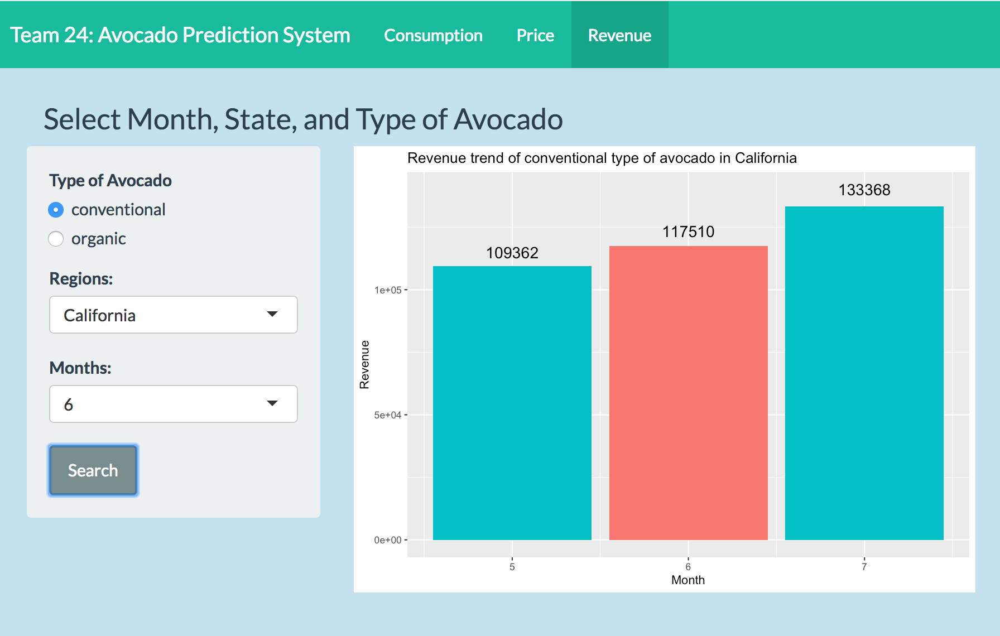 Team 24: Avocado Prediction System Consumption Price Revenue
Select Month, State, and Type of Avocado
Type of Avocado
conventional
organic
Regions:
California
Months:
6
Search
Revenue trend of conventional type of avocado in California
133368
117510
109362
1e+05
5e+04
0e+00
Revenue
5 6 7
Month